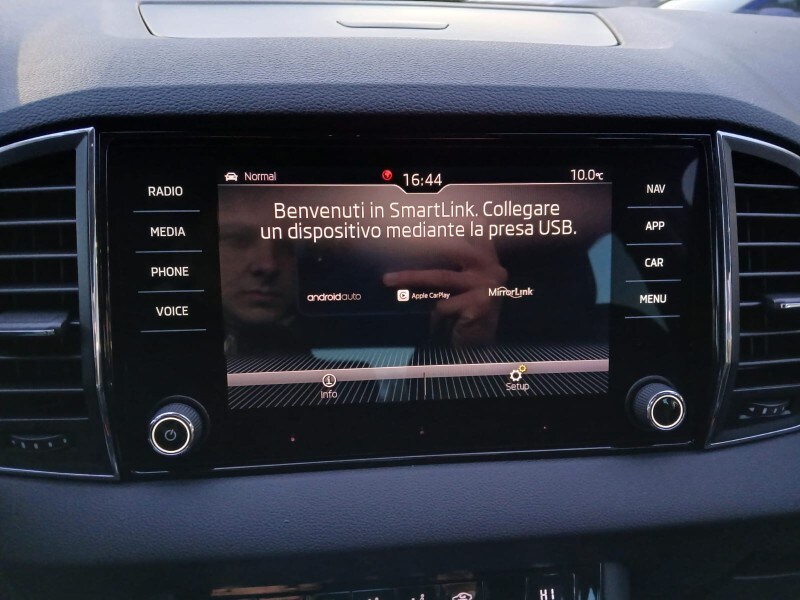 RADIO
MEDIA
PHONE
VOICE
Normal
16:44
10.0°C
Benvenuti in SmartLink. Collegare
un dispositivo mediante la presa USB.
androidauto
Apple CarPlay
MirrorLink
Info
Setup
NAV
APP
CAR
MENU
HI